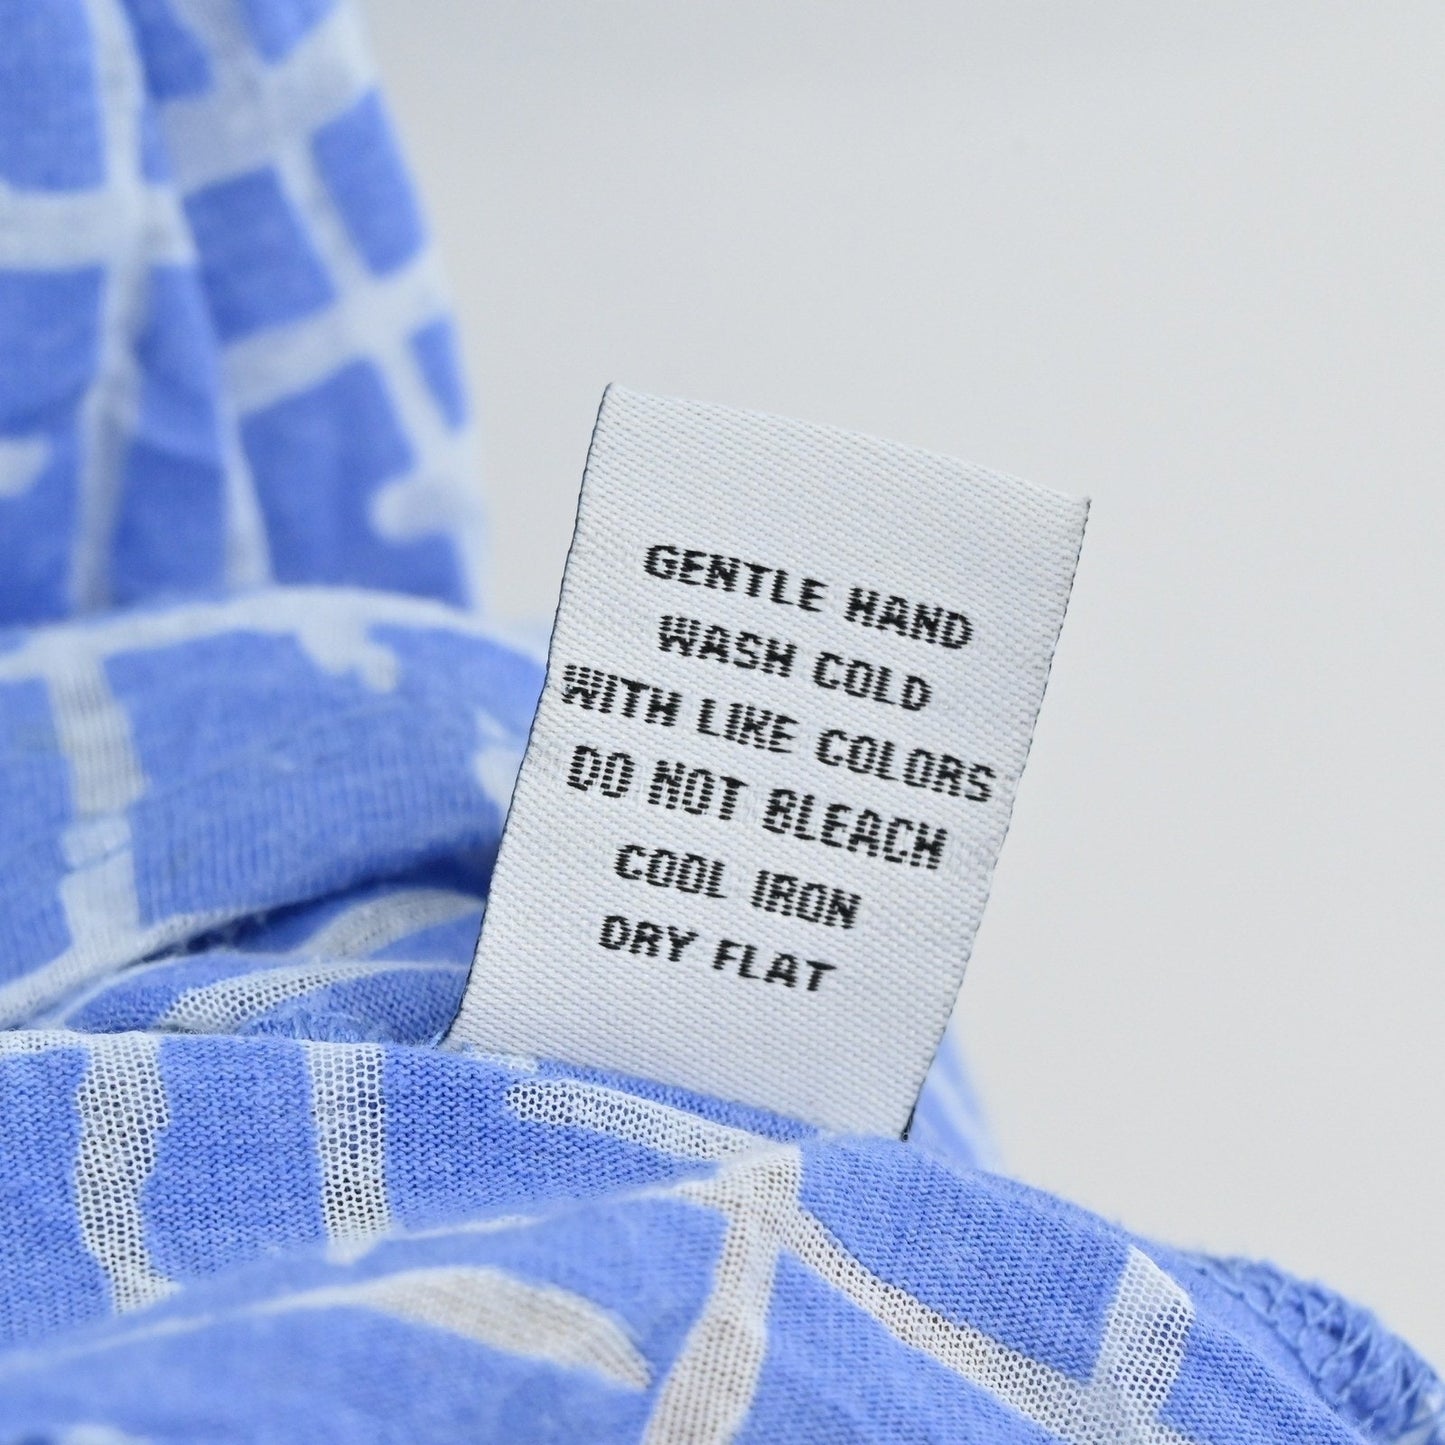 GENTLE HAND
WASH COLD
WITH LIKE COLORS
DO NOT BLEACH
COOL IRON
DRY FLAT